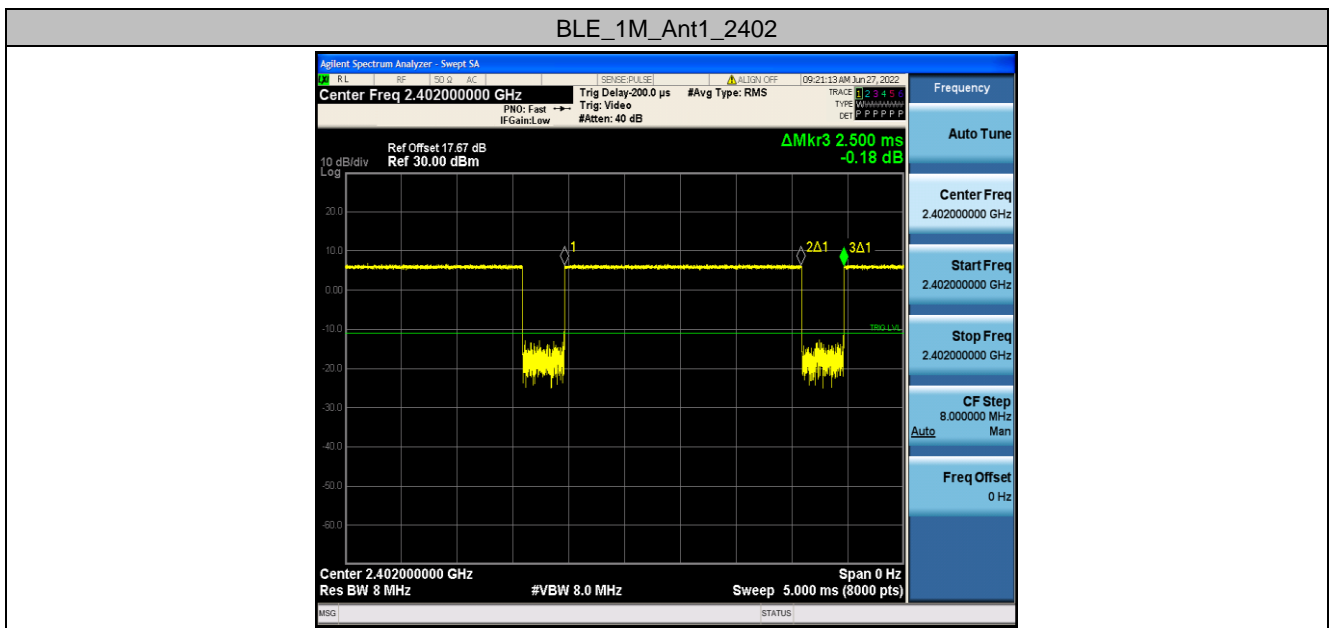 BLE_1M_Ant1_2402
Agilent Spectrum Analyzer - Swept SA
RL RF 50 Ω AC SENSE:PULSE ALIGN OFF 09:21:13 AM Jun 27, 2022
Center Freq 2.402000000 GHz
PNO: Fast
IFGain:Low
Trig Delay-200.0 µs
Trig: Video
#Atten: 40 dB
#Avg Type: RMS
TRACE 1 2 3 4 5 6
TYPE W
DET P P P P P P
Frequency
ΔMkr3 2.500 ms
-0.18 dB
Ref Offset 17.67 dB
10 dB/div Ref 30.00 dBm
Log
20.0
10.0
0.00
-10.0
-20.0
-30.0
-40.0
-50.0
-60.0
1
2Δ1
3Δ1
TRIG LVL
Auto Tune
Center Freq
2.402000000 GHz
Start Freq
2.402000000 GHz
Stop Freq
2.402000000 GHz
CF Step
8.000000 MHz
Auto Man
Freq Offset
0 Hz
Center 2.402000000 GHz Span 0 Hz
Res BW 8 MHz #VBW 8.0 MHz Sweep 5.000 ms (8000 pts)
MSG STATUS